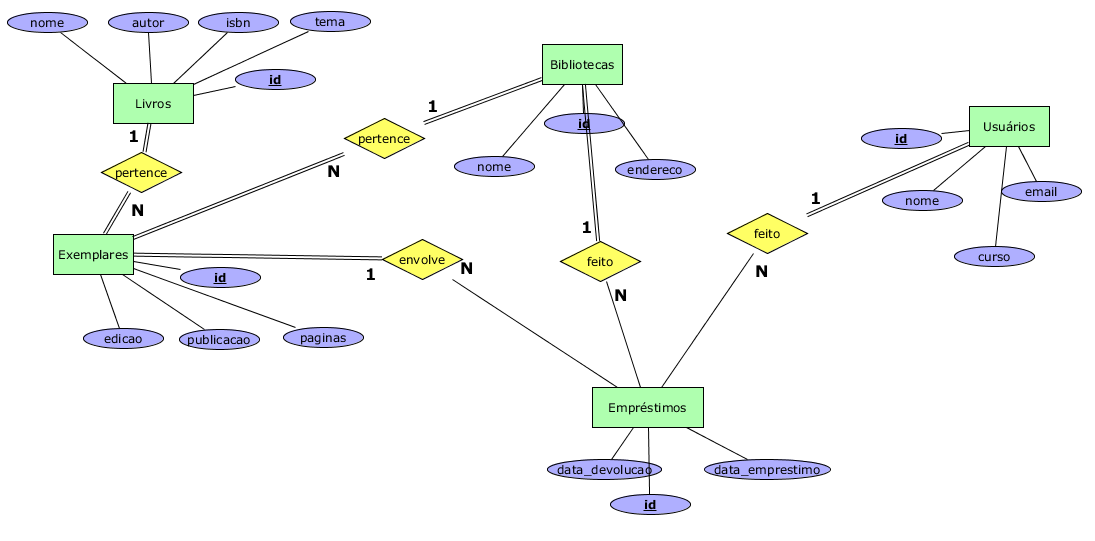 nome
autor
isbn
tema
id
Livros
1
pertence
N
Bibliotecas
1
pertence
N
id
nome
endereco
Usuários
id
nome
email
curso
1
feito
N
1
feito
N
Exemplares
1
envolve
N
id
edicao
publicacao
paginas
Empréstimos
data_devolucao
data_emprestimo
id